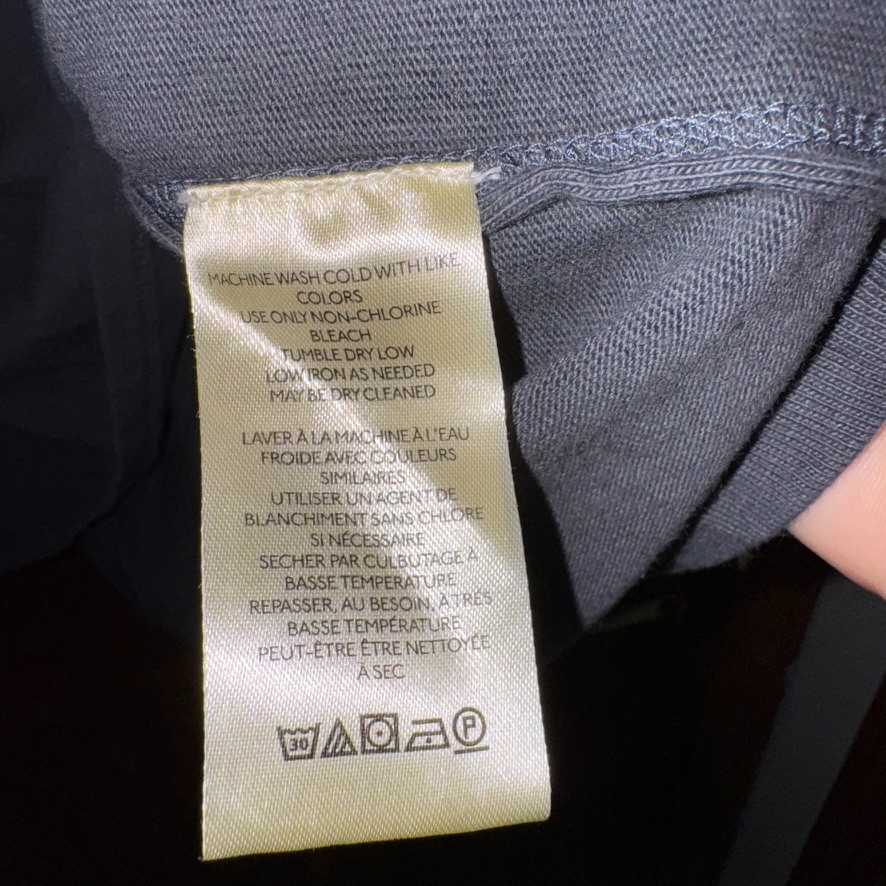 MACHINE WASH COLD WITH LIKE
COLORS
USE ONLY NON-CHLORINE
BLEACH
TUMBLE DRY LOW
LOW IRON AS NEEDED
MAY BE DRY CLEANED
LAVER À LA MACHINE À L'EAU
FROIDE AVEC COULEURS
SIMILAIRES
UTILISER UN AGENT DE
BLANCHIMENT SANS CHLORE
SI NÉCESSAIRE
SECHER PAR CULBUTAGE À
BASSE TEMPERATURE
REPASSER, AU BESOIN, À TRÈS
BASSE TEMPÉRATURE
PEUT-ÊTRE ÊTRE NETTOYÉE
À SEC
30 P